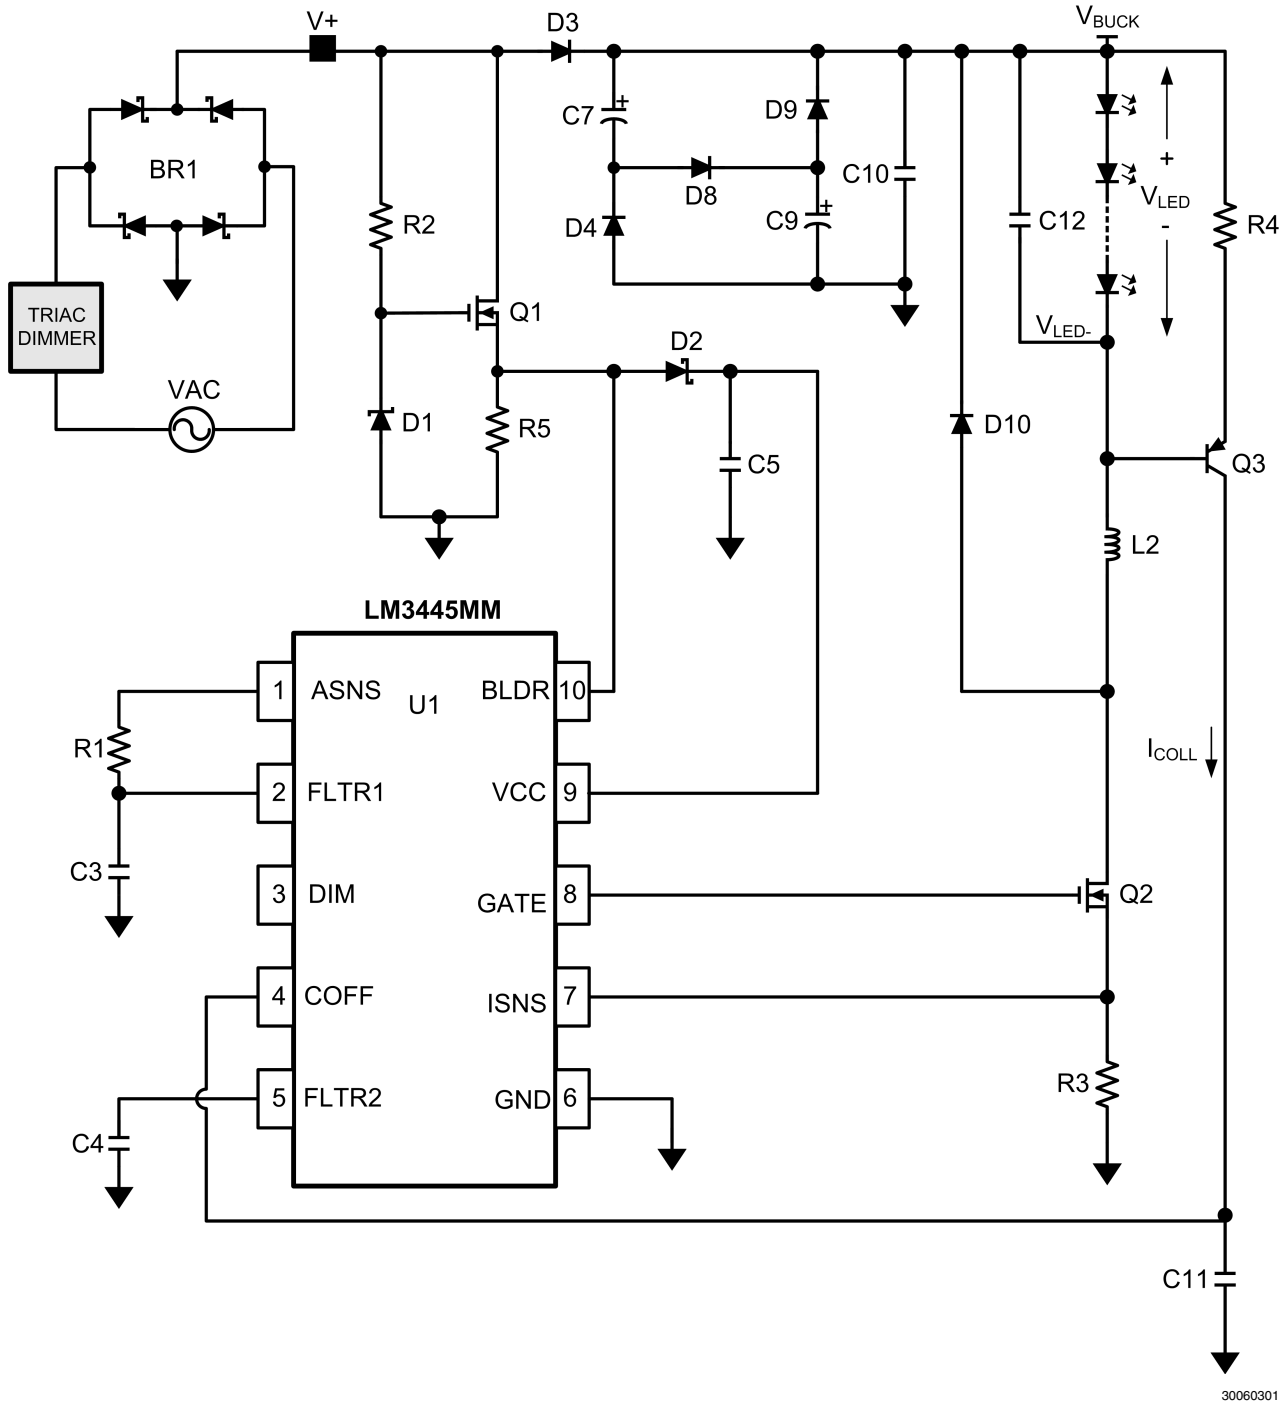 V+
D3
VBUCK
C7
+
D9
BR1
D8
C10
+
VLED
-
R2
D4
C9
+
C12
R4
TRIAC
DIMMER
Q1
VLED-
D2
VAC
D1
R5
C5
D10
Q3
L2
LM3445MM
1
ASNS
U1
BLDR
10
R1
ICOLL
2
FLTR1
VCC
9
C3
3
DIM
GATE
8
Q2
4
COFF
ISNS
7
R3
5
FLTR2
GND
6
C4
C11
30060301